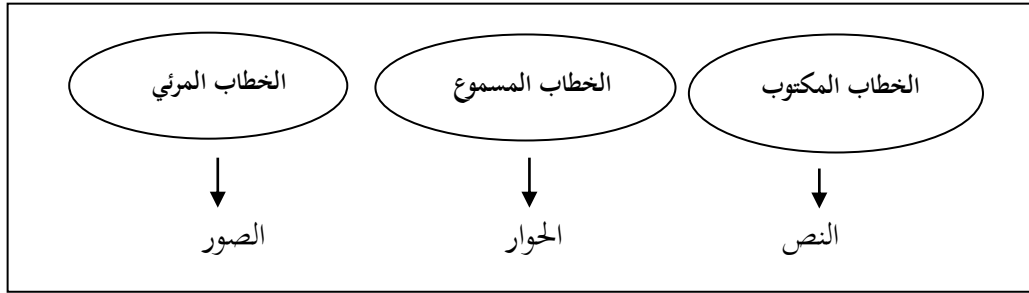 الخطاب المكتوب
الخطاب المسموع
الخطاب المرئي
النص
الحوار
الصور